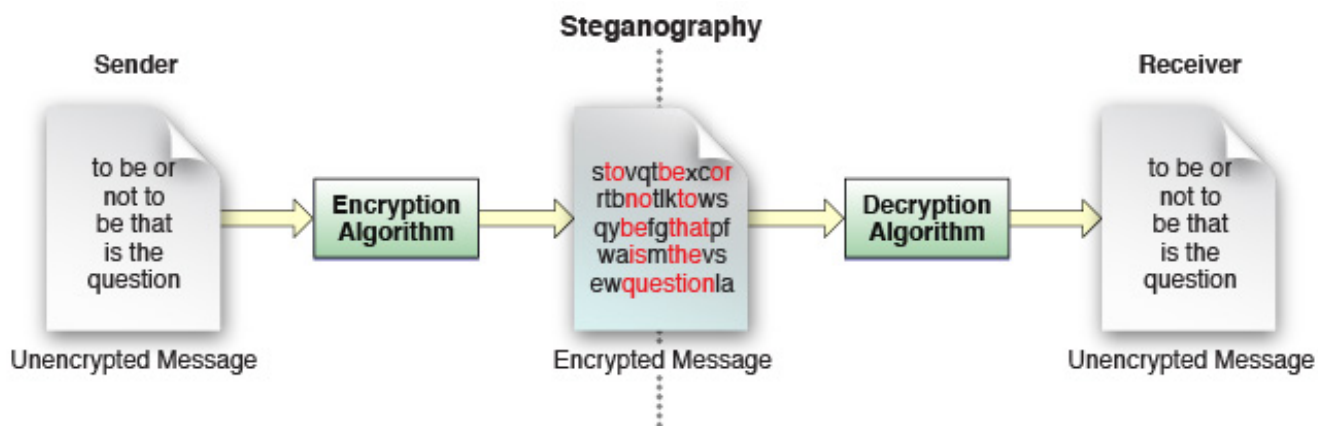 Steganography
Sender
Receiver
to be or
not to
be that
is the
question
Encryption
Algorithm
stovqtbexcor
rtbnotlktows
qybefgthatpf
waismthevs
ewquestionla
Decryption
Algorithm
to be or
not to
be that
is the
question
Unencrypted Message
Encrypted Message
Unencrypted Message